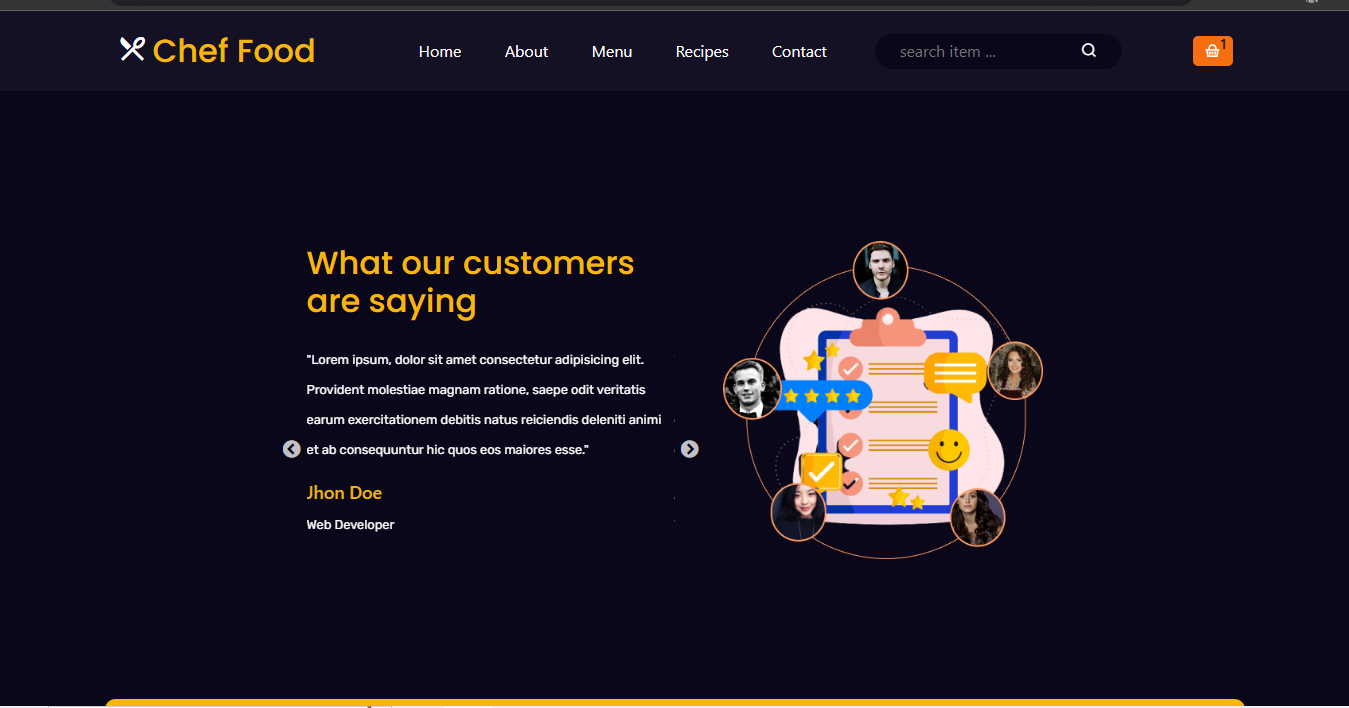 Chef Food
Home About Menu Recipes Contact search item ... 1
What our customers
are saying
"Lorem ipsum, dolor sit amet consectetur adipisicing elit.
Provident molestiae magnam ratione, saepe odit veritatis
earum exercitationem debitis natus reiciendis deleniti animi
et ab consequuntur hic quos eos maiores esse."
Jhon Doe
Web Developer